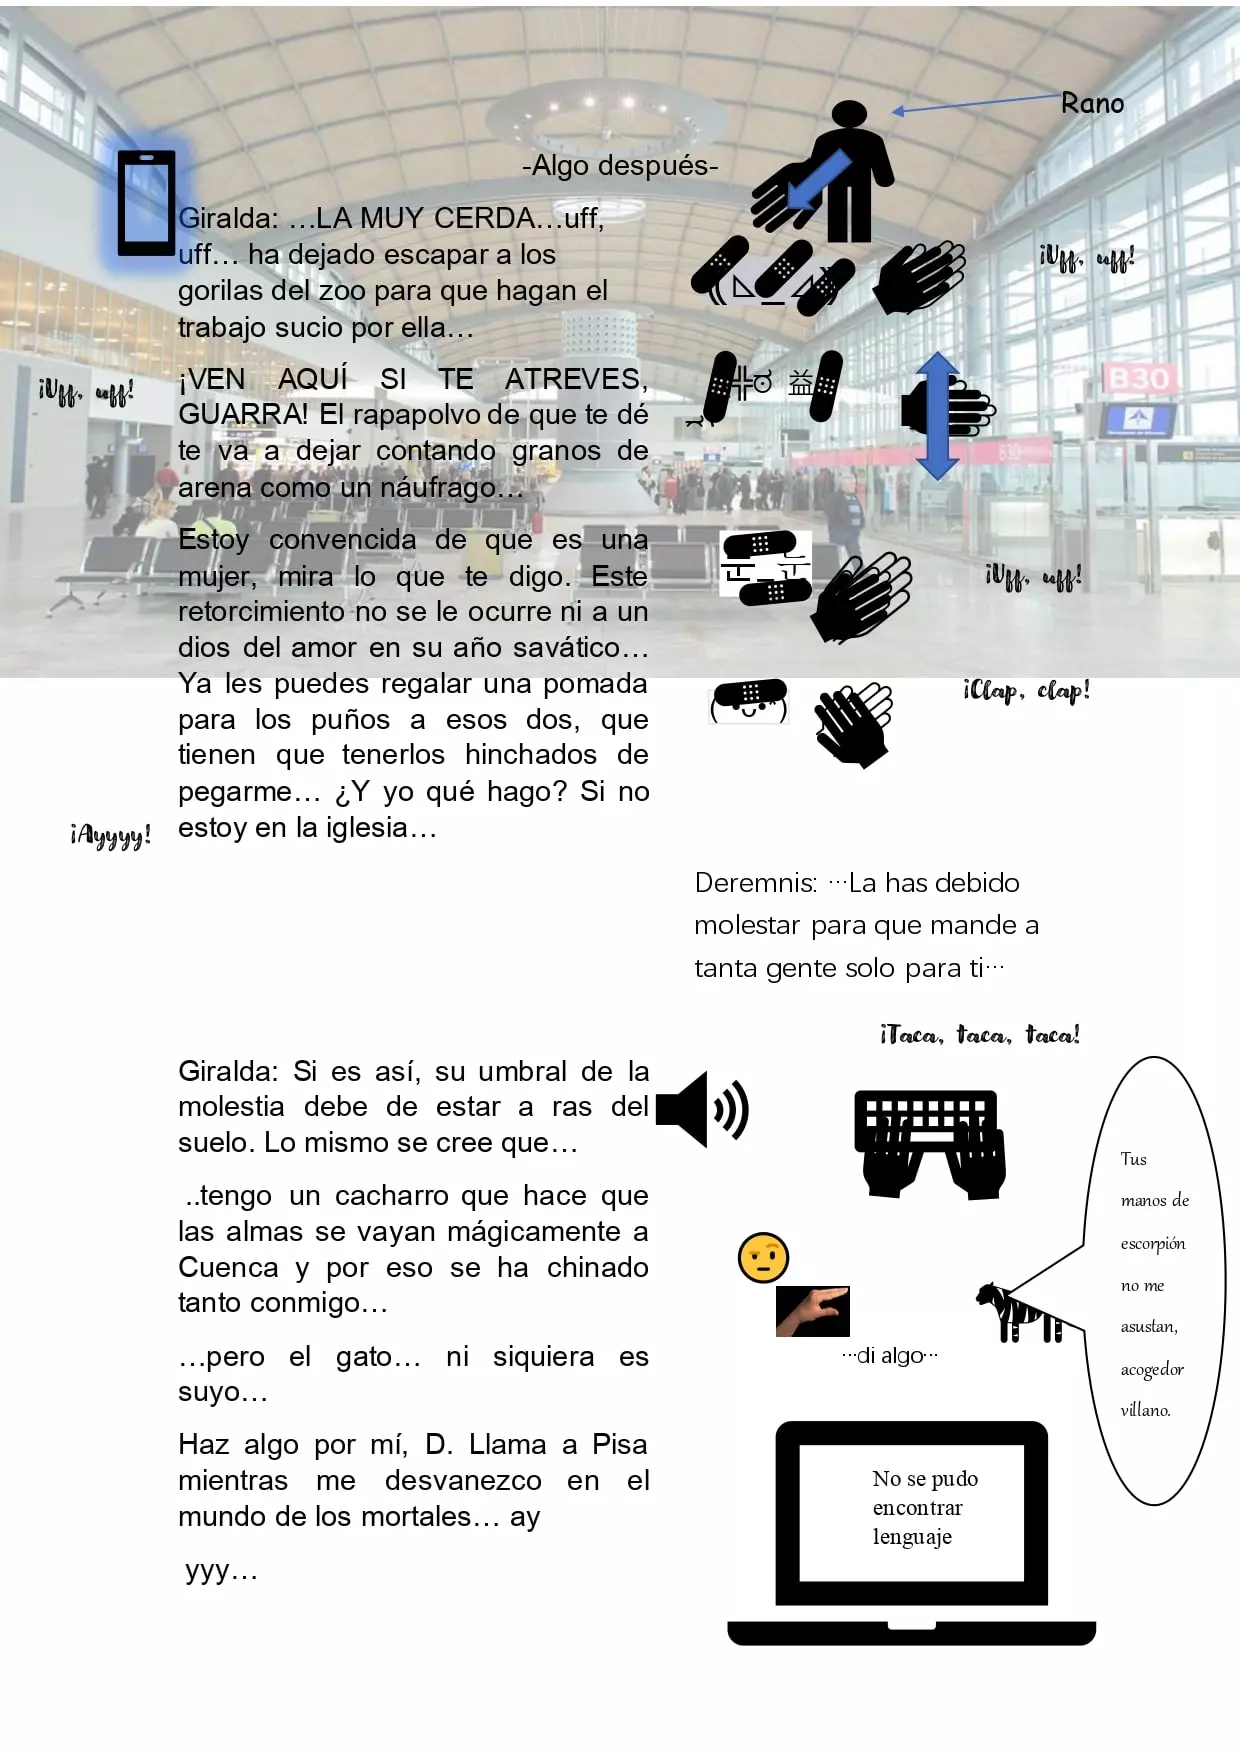 Rano
-Algo después-
Giralda: …LA MUY CERDA…uff,
uff… ha dejado escapar a los
gorilas del zoo para que hagan el
trabajo sucio por ella…
¡Uff, uff!
¡Uff, uff!
¡VEN AQUÍ SI TE ATREVES,
GUARRA! El rapapolvo de que te dé
te va a dejar contando granos de
arena como un náufrago…
B30
B30
Estoy convencida de que es una
mujer, mira lo que te digo. Este
retorcimiento no se le ocurre ni a un
dios del amor en su año savático…
Ya les puedes regalar una pomada
para los puños a esos dos, que
tienen que tenerlos hinchados de
pegarme… ¿Y yo qué hago? Si no
estoy en la iglesia…
¡Uff, uff!
¡Clap, clap!
¡Ayyyy!
Deremnis: …La has debido
molestar para que mande a
tanta gente solo para ti…
¡Taca, taca, taca!
Giralda: Si es así, su umbral de la
molestia debe de estar a ras del
suelo. Lo mismo se cree que…
..tengo un cacharro que hace que
las almas se vayan mágicamente a
Cuenca y por eso se ha chinado
tanto conmigo…
…pero el gato… ni siquiera es
suyo…
Haz algo por mí, D. Llama a Pisa
mientras me desvanezco en el
mundo de los mortales… ay
yyy…
Tus
manos de
escorpión
no me
asustan,
acogedor
villano.
…di algo…
No se pudo
encontrar
lenguaje